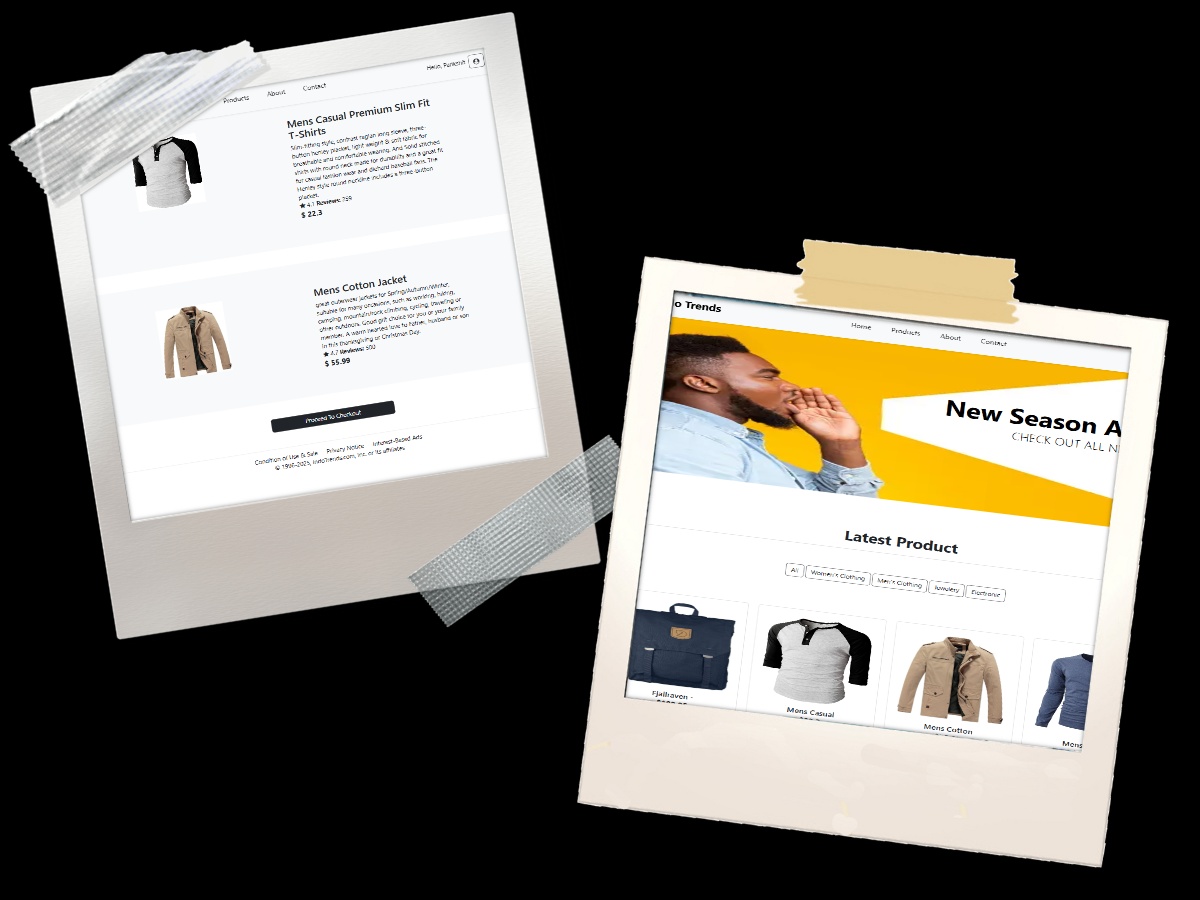 Hello, Parikshit
Products About Contact
Mens Casual Premium Slim Fit
T-Shirts
Slim-fitting style, contrast raglan long sleeve, three-
button henley placket, light weight & soft fabric for
breathable and comfortable wearing. And Solid stitched
shirts with round neck made for durability and a great fit
for casual fashion wear and diehard baseball fans. The
Henley style round neckline includes a three-button
placket.
★ 4.1 Reviews: 259
$ 22.3
Mens Cotton Jacket
great outerwear jackets for Spring/Autumn/Winter,
suitable for many occasions, such as working, hiking,
camping, mountain/rock climbing, cycling, traveling or
other outdoors. Good gift choice for you or your family
member. A warm hearted love to Father, husband or son
in this thanksgiving or Christmas Day.
★ 4.7 Reviews: 500
$ 55.99
Proceed To Checkout
Condition of Use & Sale Privacy Notice Interest-Based Ads
© 1996-2025, IndoTrends.com, Inc. or its affiliates
o Trends
Home Products About Contact
New Season A
CHECK OUT ALL N
Latest Product
All Women's Clothing Men's Clothing Jewelery Electronic
Fjallraven -
Mens Casual
Mens Cotton
Mens